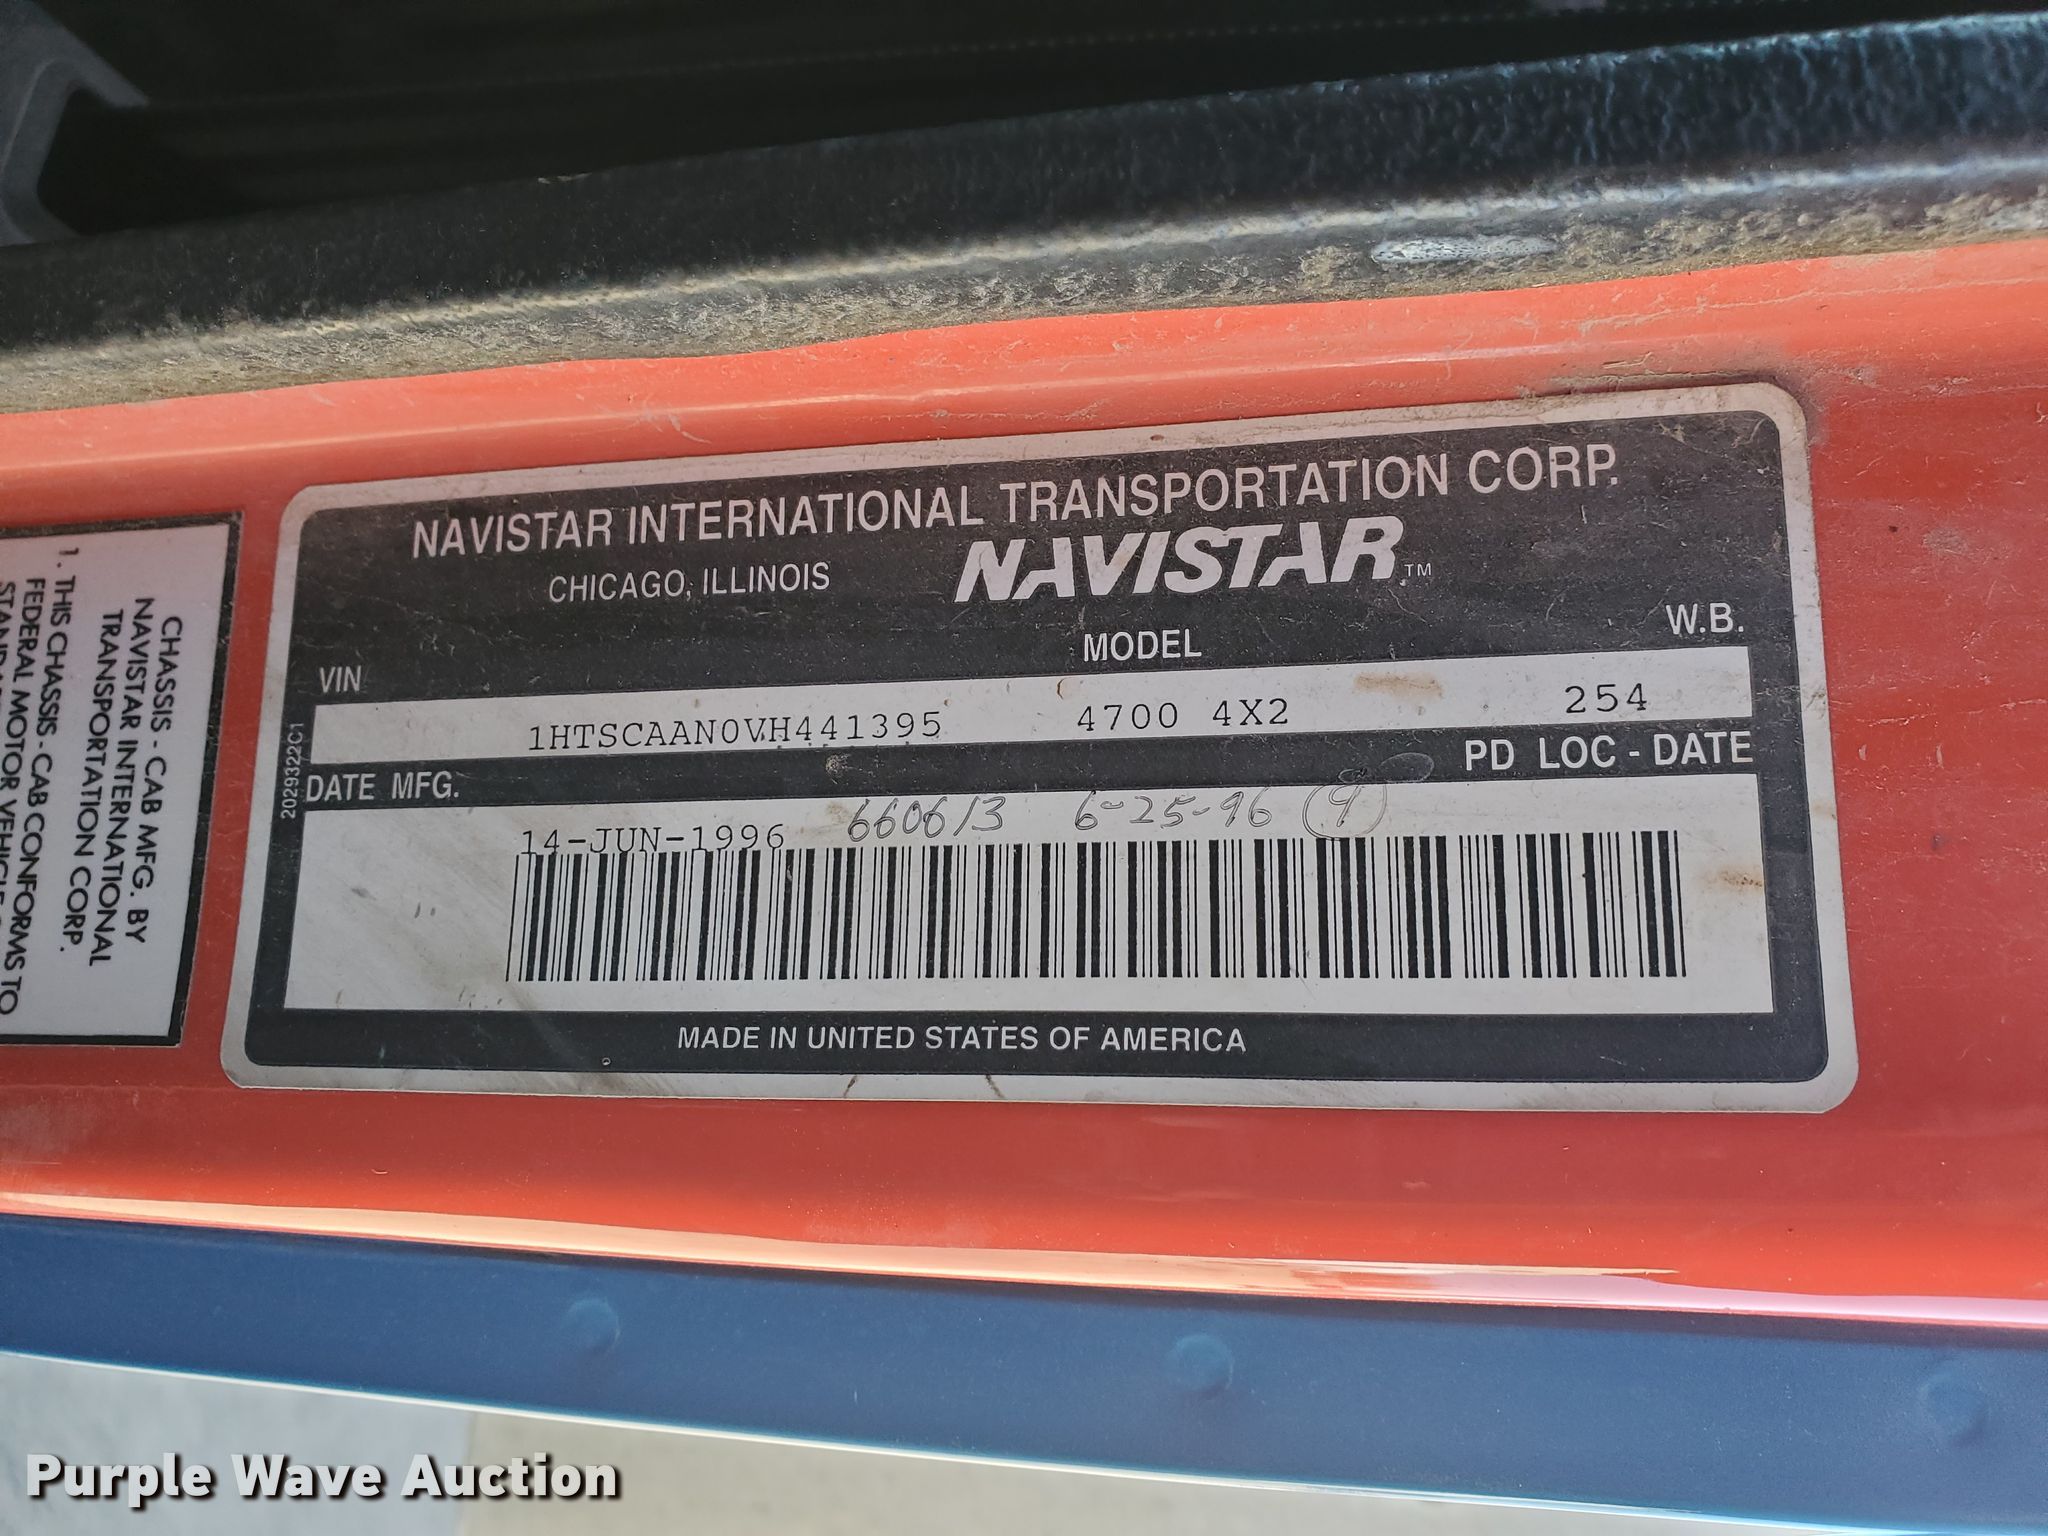 NAVISTAR INTERNATIONAL TRANSPORTATION CORP.
CHICAGO, ILLINOIS NAVISTAR™
VIN MODEL W.B.
1HTSCAAN0VH441395 4700 4X2 254
DATE MFG. PD LOC - DATE
14-JUN-1996 660613 6-25-96 9
MADE IN UNITED STATES OF AMERICA
2029322C1
CHASSIS - CAB MFG. BY
NAVISTAR INTERNATIONAL
TRANSPORTATION CORP.
1. THIS CHASSIS - CAB CONFORMS TO
FEDERAL MOTOR VEHICLE
Purple Wave Auction